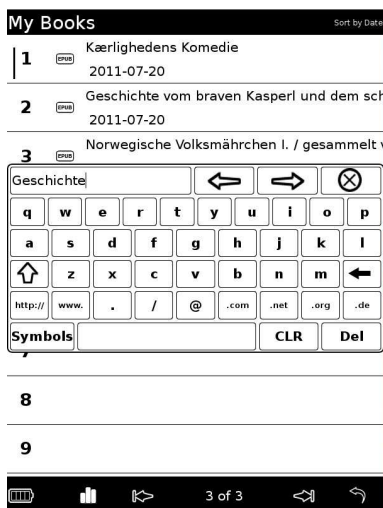 My Books
Sort by Date
1 EPUB Kærlighedens Komedie
2011-07-20
2 EPUB Geschichte vom braven Kasperl und dem sch
2011-07-20
3 EPUB Norwegische Volksmährchen I. / gesammelt
Geschichte
q w e r t y u i o p
a s d f g h j k l
z x c v b n m
http:// www. . / @ .com .net .org .de
Symbols CLR Del
8
9
3 of 3